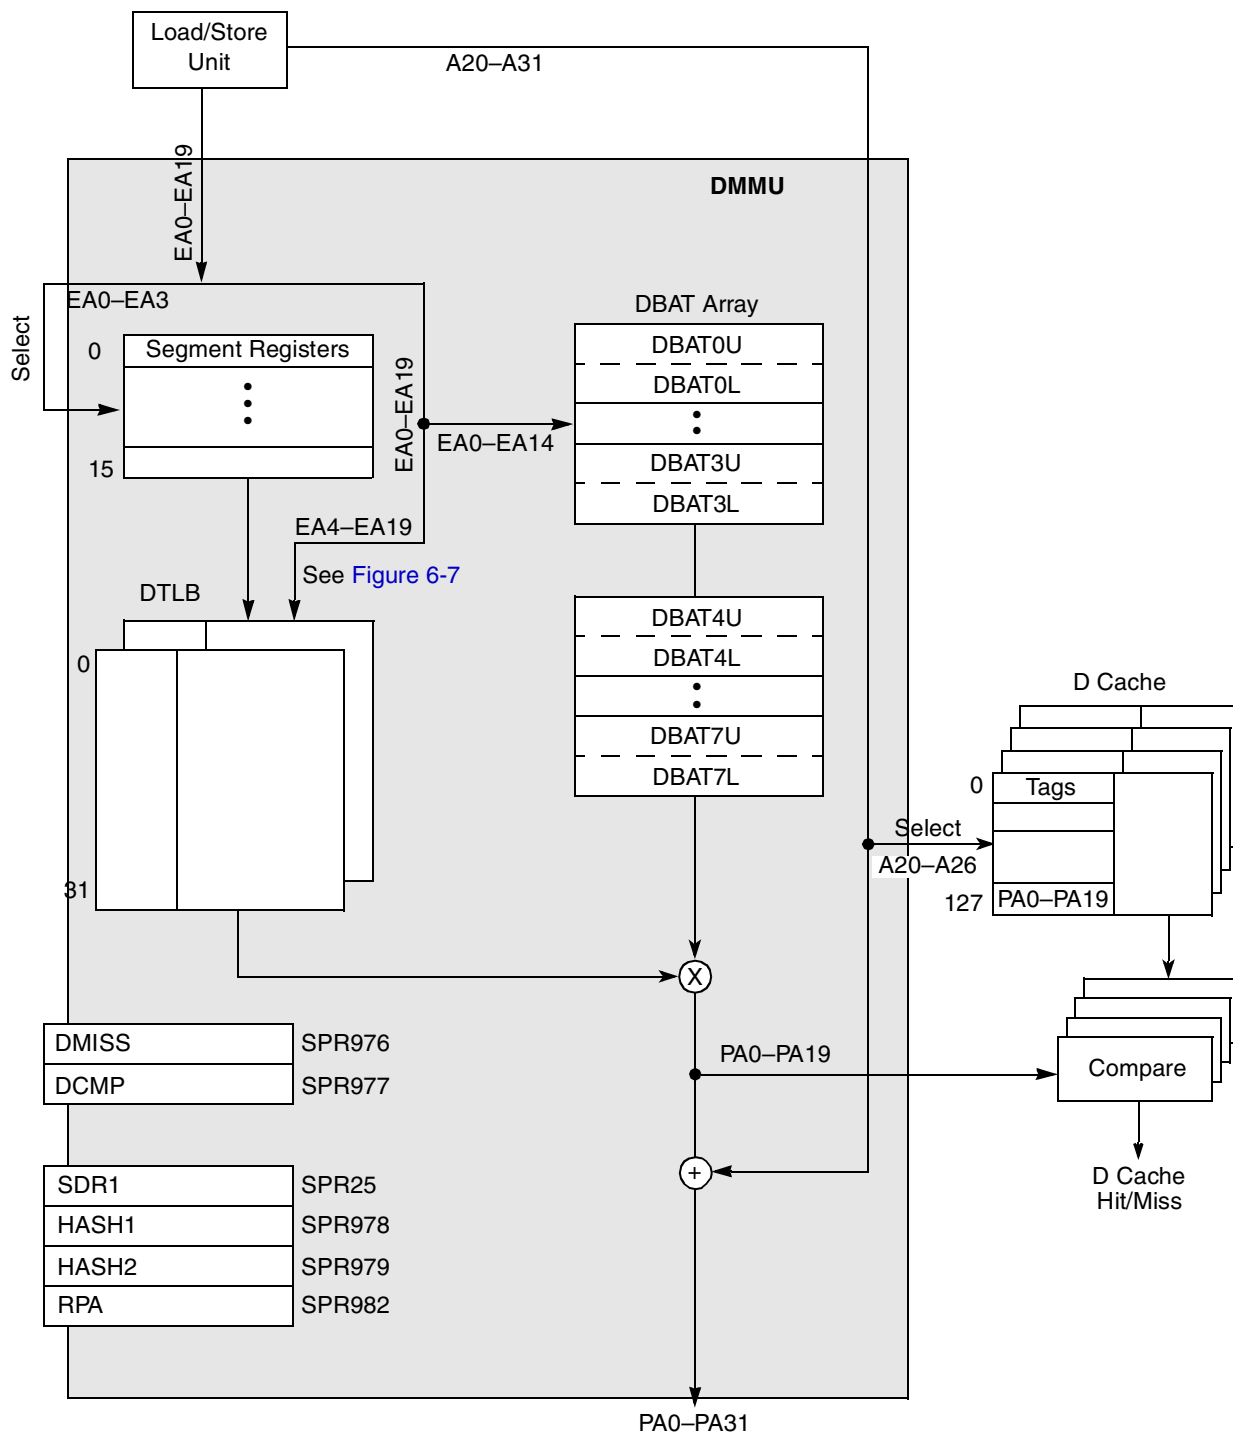 Load/Store
Unit
A20–A31
EA0–EA19
DMMU
EA0–EA3
Select
0
Segment Registers
15
EA0–EA19
EA0–EA14
DBAT Array
DBAT0U
DBAT0L
DBAT3U
DBAT3L
EA4–EA19
See Figure 6-7
DTLB
0
31
DBAT4U
DBAT4L
DBAT7U
DBAT7L
D Cache
0
Tags
Select
A20–A26
127
PA0–PA19
X
DMISS
SPR976
DCMP
SPR977
PA0–PA19
Compare
+
D Cache
Hit/Miss
SDR1
SPR25
HASH1
SPR978
HASH2
SPR979
RPA
SPR982
PA0–PA31